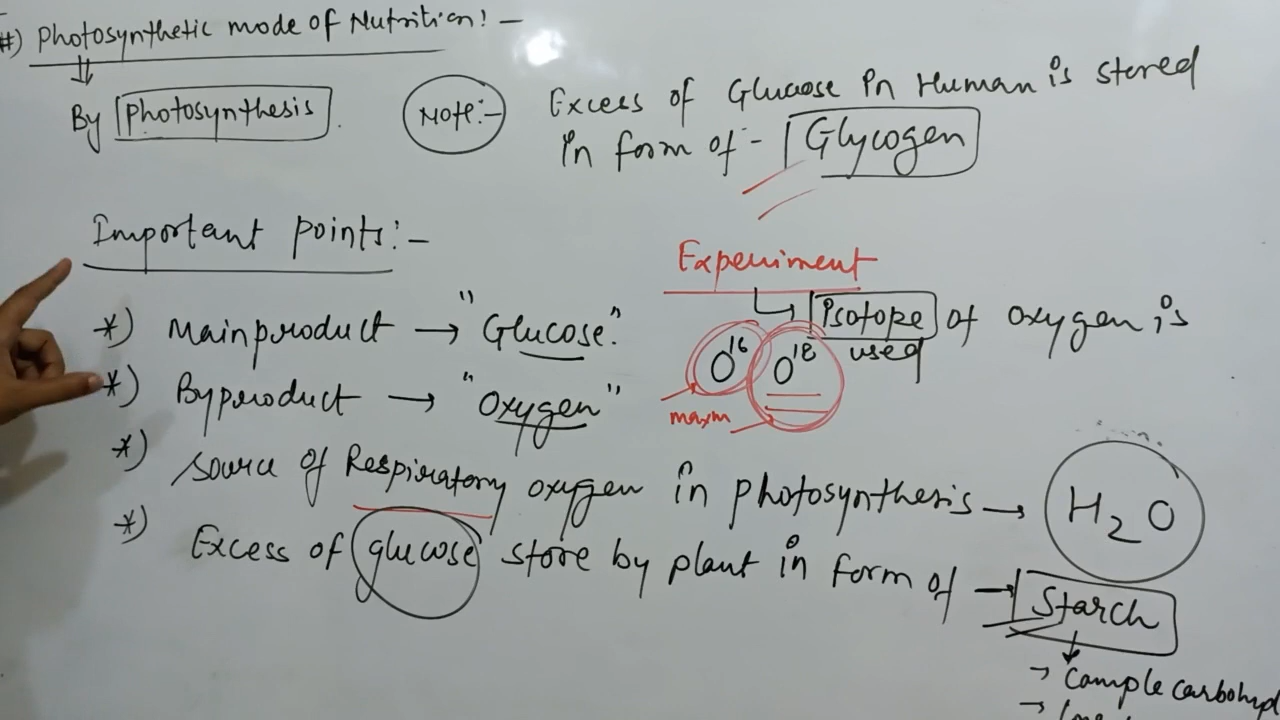 #) Photosynthetic mode of Nutrition! -
By Photosynthesis
Note:- Excess of Glucose in Human is stored
in form of - Glycogen
Important points:-
*) Mainproduct → "Glucose"
*) Byproduct → "Oxygen"
*) Source of Respiratory oxygen in photosynthesis → H2O
*) Excess of glucose store by plant in form of → Starch
→ Comple carbohyd
Experiment
Isotope of oxygen is
used
O16 O18
maxm